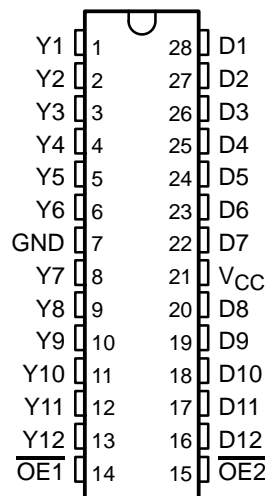 Y1 1 28 D1
Y2 2 27 D2
Y3 3 26 D3
Y4 4 25 D4
Y5 5 24 D5
Y6 6 23 D6
GND 7 22 D7
Y7 8 21 VCC
Y8 9 20 D8
Y9 10 19 D9
Y10 11 18 D10
Y11 12 17 D11
Y12 13 16 D12
O̅E̅1̅ 14 15 O̅E̅2̅